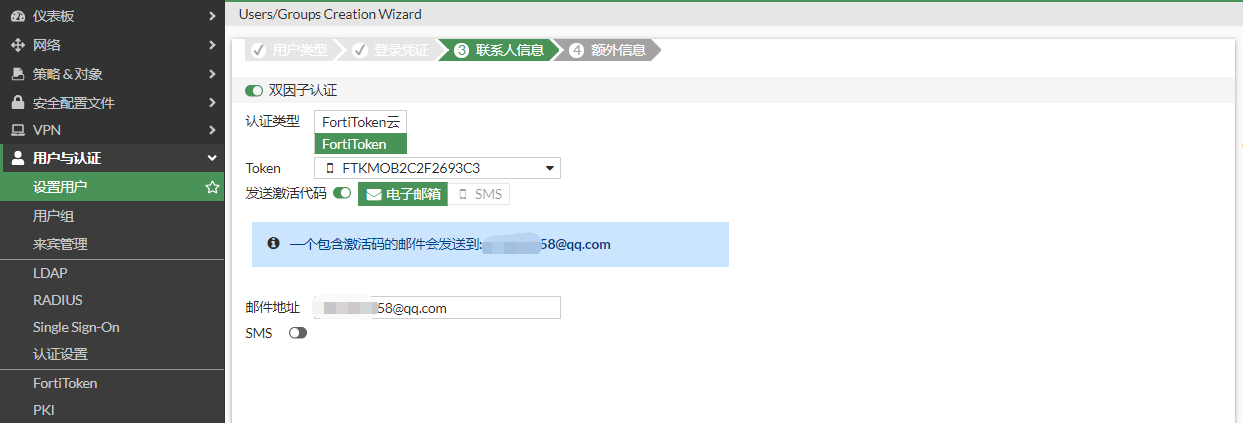 仪表板
网络
策略 & 对象
安全配置文件
VPN
用户与认证
设置用户
用户组
来宾管理
LDAP
RADIUS
Single Sign-On
认证设置
FortiToken
PKI
Users/Groups Creation Wizard
用户类型 登录凭证 3 联系人信息 4 额外信息
双因子认证
认证类型 FortiToken云
FortiToken
Token FTKMOB2C2F2693C3
发送激活代码 电子邮箱 SMS
一个包含激活码的邮件会发送到: 58@qq.com
邮件地址 58@qq.com
SMS